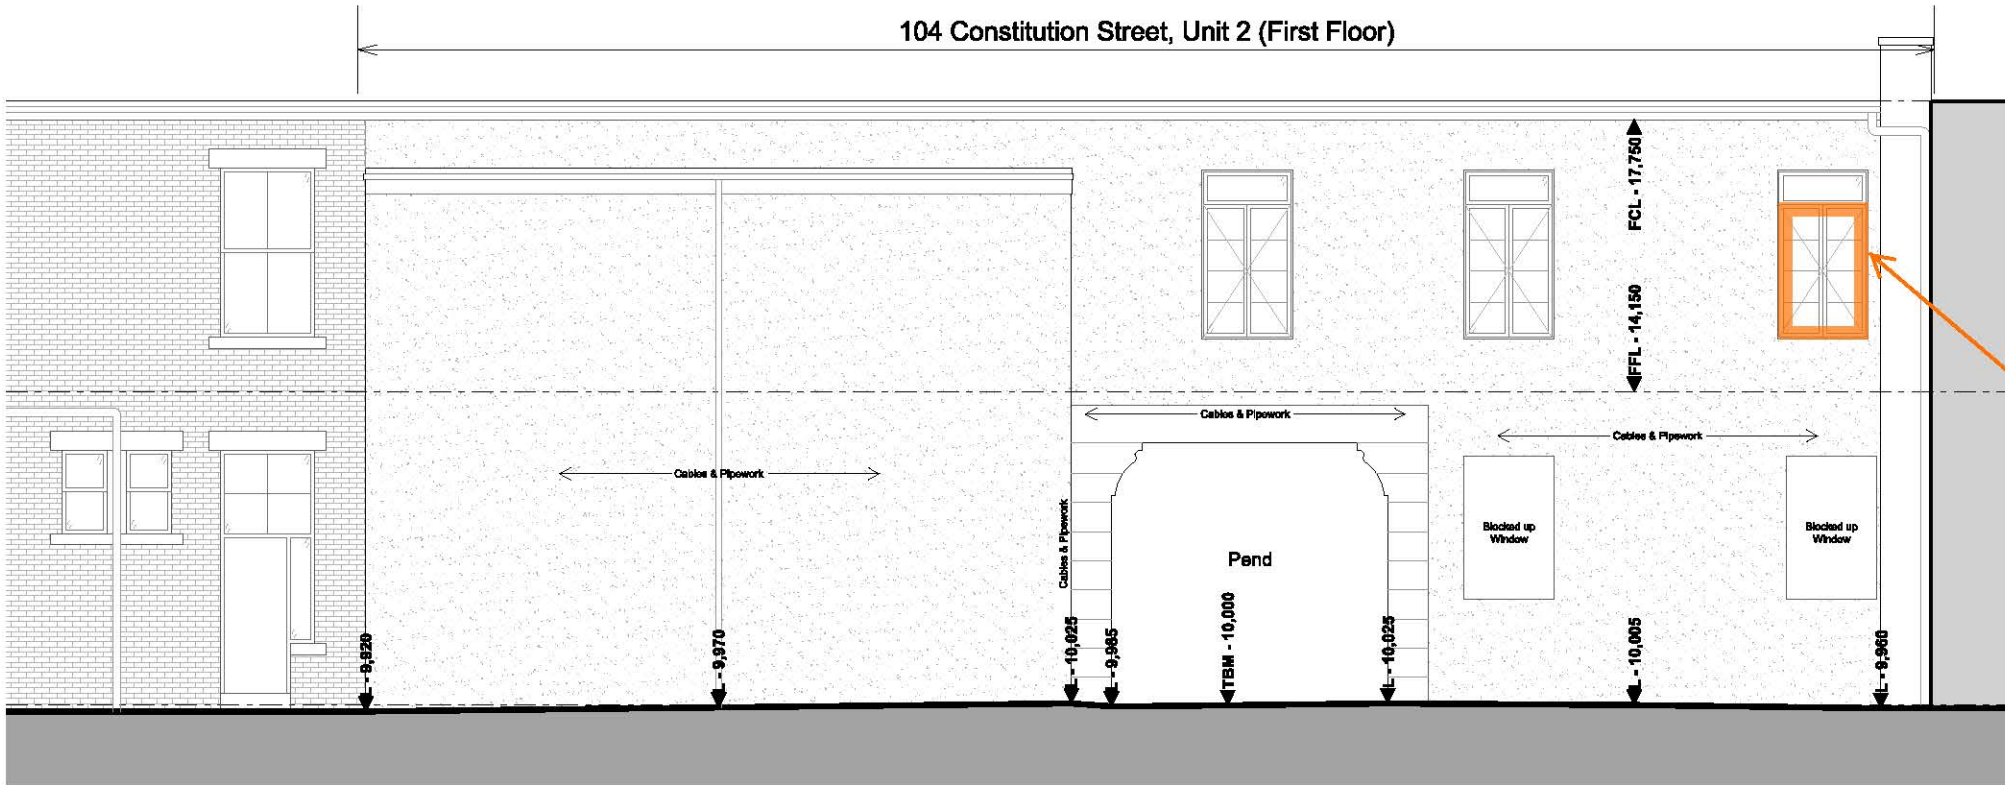 104 Constitution Street, Unit 2 (First Floor)
FCL - 17,750
FFL - 14,150
Cables & Pipework
Cables & Pipework
Cables & Pipework
Cables & Pipework
Blocked up
Window
Blocked up
Window
Pend
L - 9,920
L - 9,970
L - 10,025
L - 9,985
TBM - 10,000
L - 10,025
L - 10,005
L - 9,960